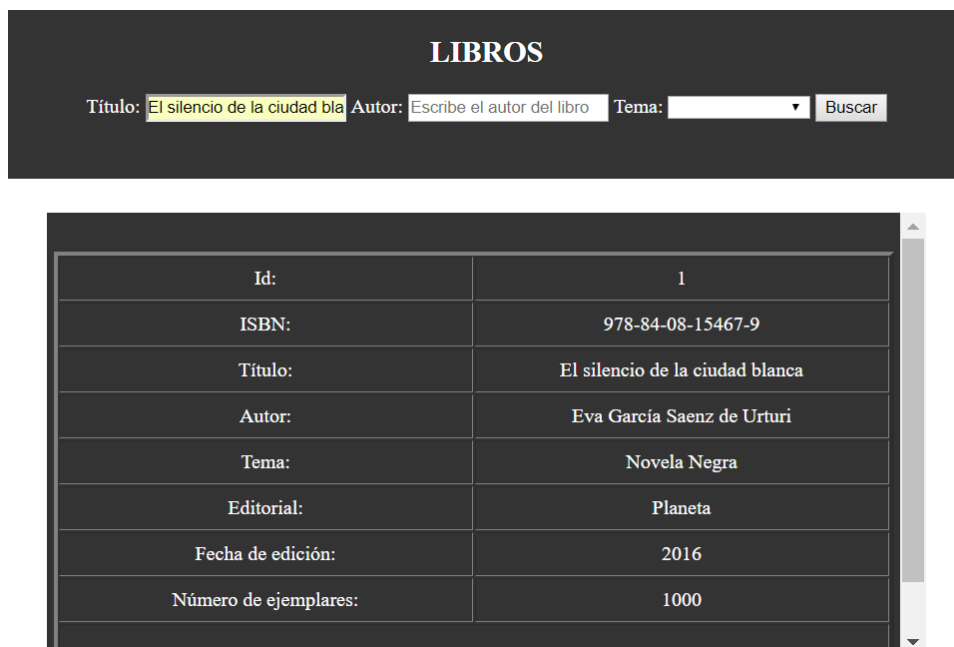 LIBROS
Título: El silencio de la ciudad bla Autor: Escribe el autor del libro Tema: Buscar
Id: 1
ISBN: 978-84-08-15467-9
Título: El silencio de la ciudad blanca
Autor: Eva García Saenz de Urturi
Tema: Novela Negra
Editorial: Planeta
Fecha de edición: 2016
Número de ejemplares: 1000